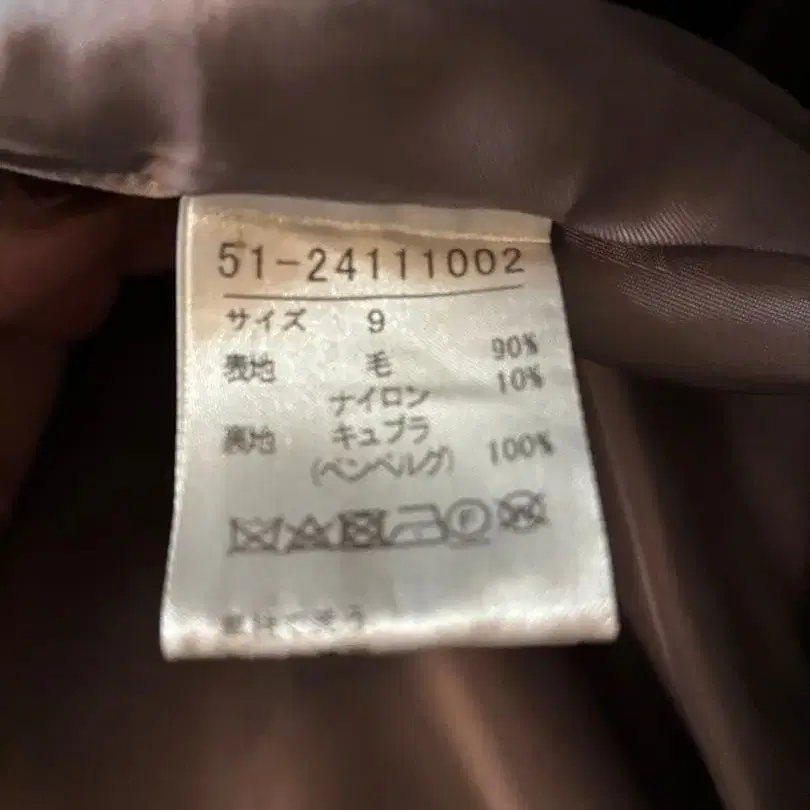 51-24111002
サイズ 9
表地 毛 90%
ナイロン 10%
裏地 キュプラ
(ベンベルグ) 100%